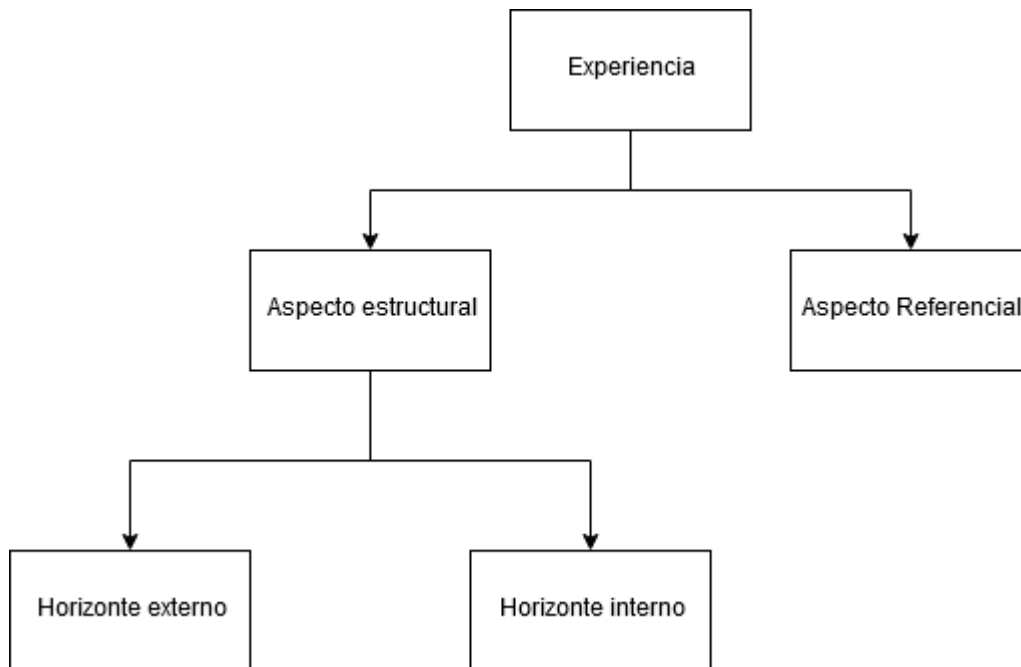 Experiencia
Aspecto estructural
Aspecto Referencial
Horizonte externo
Horizonte interno